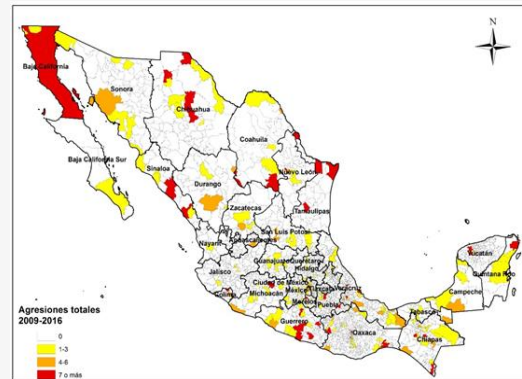 N
Baja California
Sonora
Chihuahua
Coahuila
Baja California Sur
Sinaloa
Durango
Nuevo León
Zacatecas
Tamaulipas
San Luis Potosí
Nayarit
Aguascalientes
Jalisco
Guanajuato
Querétaro
Hidalgo
Colima
Michoacán
Ciudad de México
México
Tlaxcala
Veracruz
Morelos
Puebla
Guerrero
Oaxaca
Tabasco
Chiapas
Campeche
Yucatán
Quintana Roo
Agresiones totales
2009-2016
0
1-3
4-6
7 o más